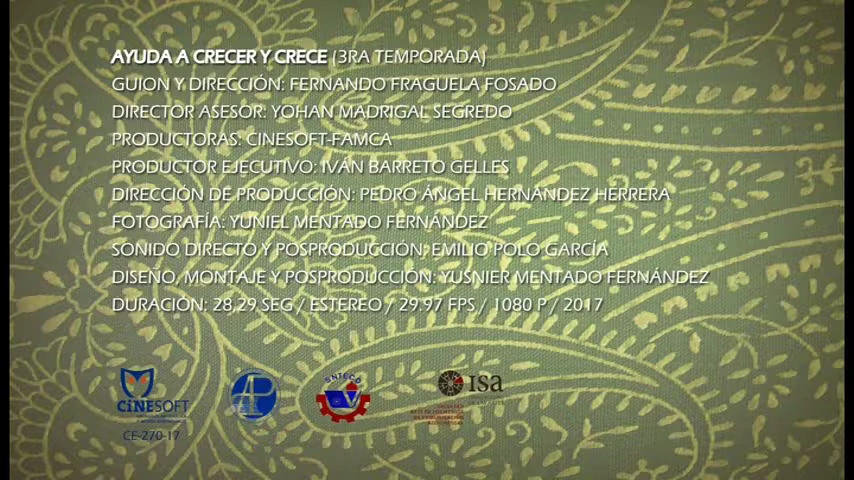 AYUDA A CRECER Y CRECE (3RA TEMPORADA)
GUION Y DIRECCIÓN: FERNANDO FRAGUELA FOSADO
DIRECTOR ASESOR: YOHAN MADRIGAL SEGREDO
PRODUCTORAS: CINESOFT-FAMCA
PRODUCTOR EJECUTIVO: IVÁN BARRETO GELLES
DIRECCIÓN DE PRODUCCIÓN: PEDRO ÁNGEL HERNÁNDEZ HERRERA
FOTOGRAFÍA: YUNIEL MENTADO FERNÁNDEZ
SONIDO DIRECTO Y POSPRODUCCIÓN: EMILIO POLO GARCÍA
DISEÑO, MONTAJE Y POSPRODUCCIÓN: YUSNIER MENTADO FERNÁNDEZ
DURACIÓN: 28,29 SEG / ESTEREO / 29.97 FPS / 1080 P / 2017
CINESOFT
CE-270-17
AP
SNTECD
isa